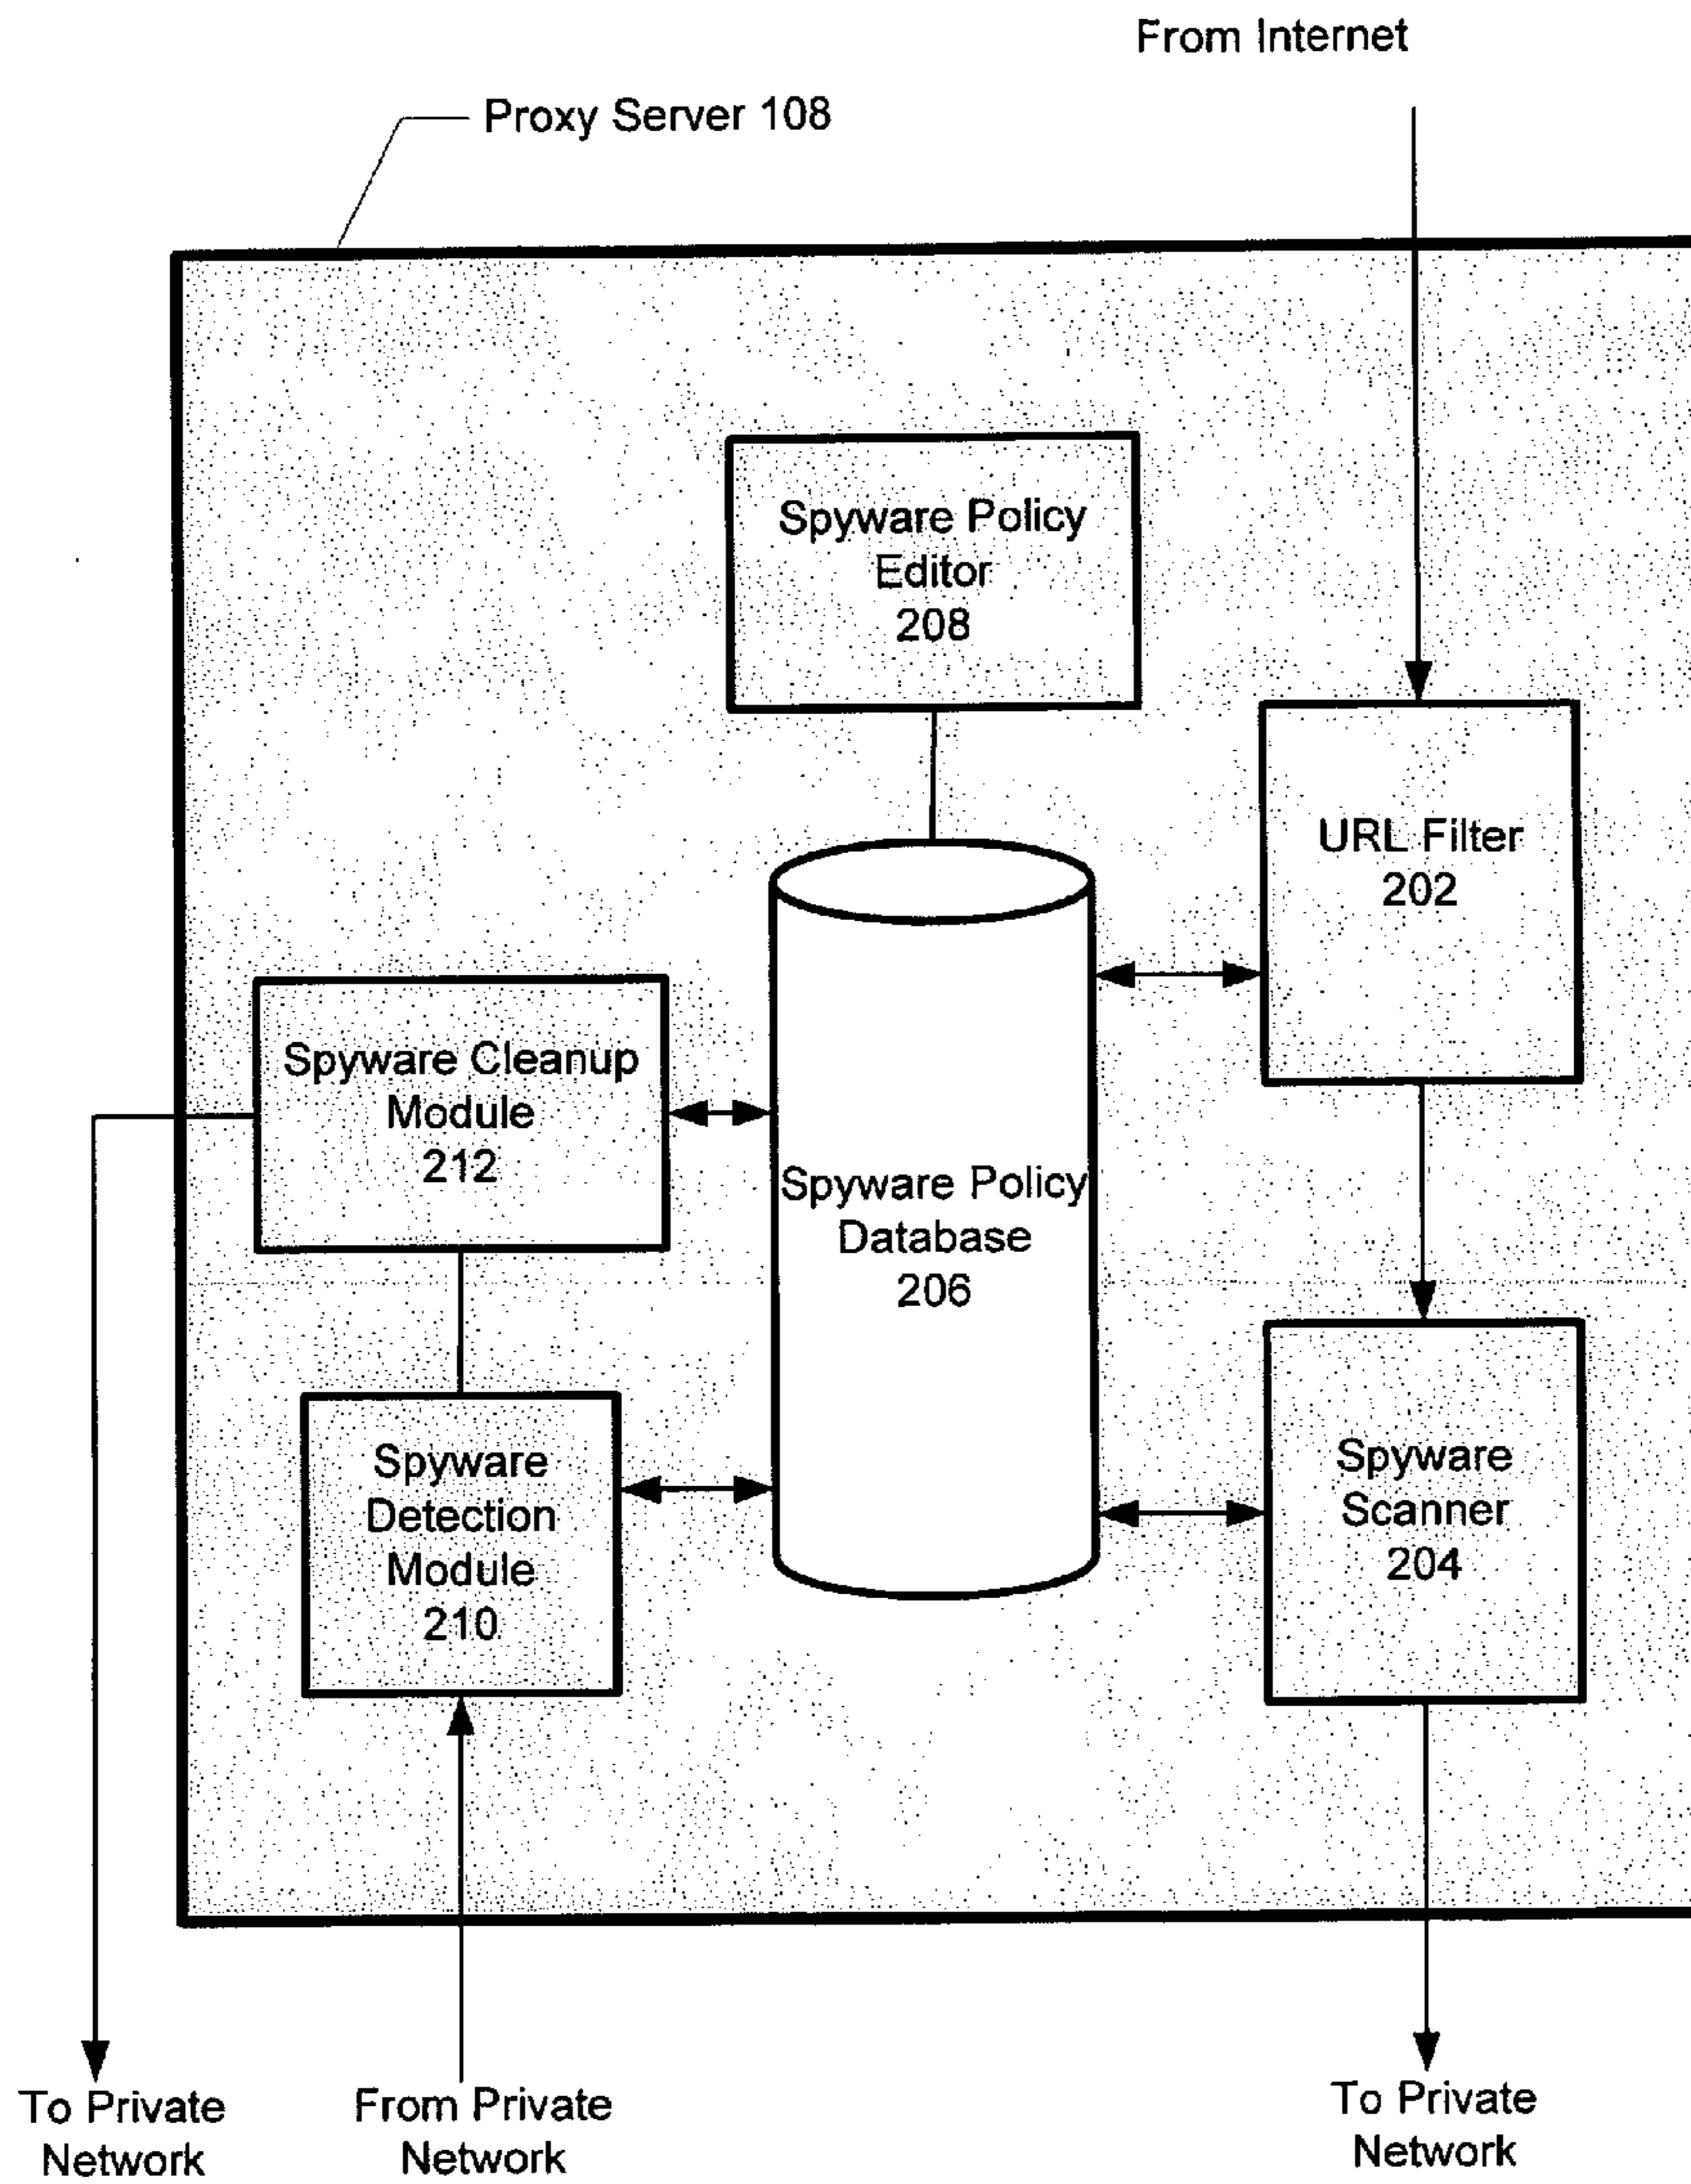 From Internet
Proxy Server 108
Spyware Policy
Editor
208
URL Filter
202
Spyware Cleanup
Module
212
Spyware Policy
Database
206
Spyware
Detection
Module
210
Spyware
Scanner
204
To Private
Network
From Private
Network
To Private
Network